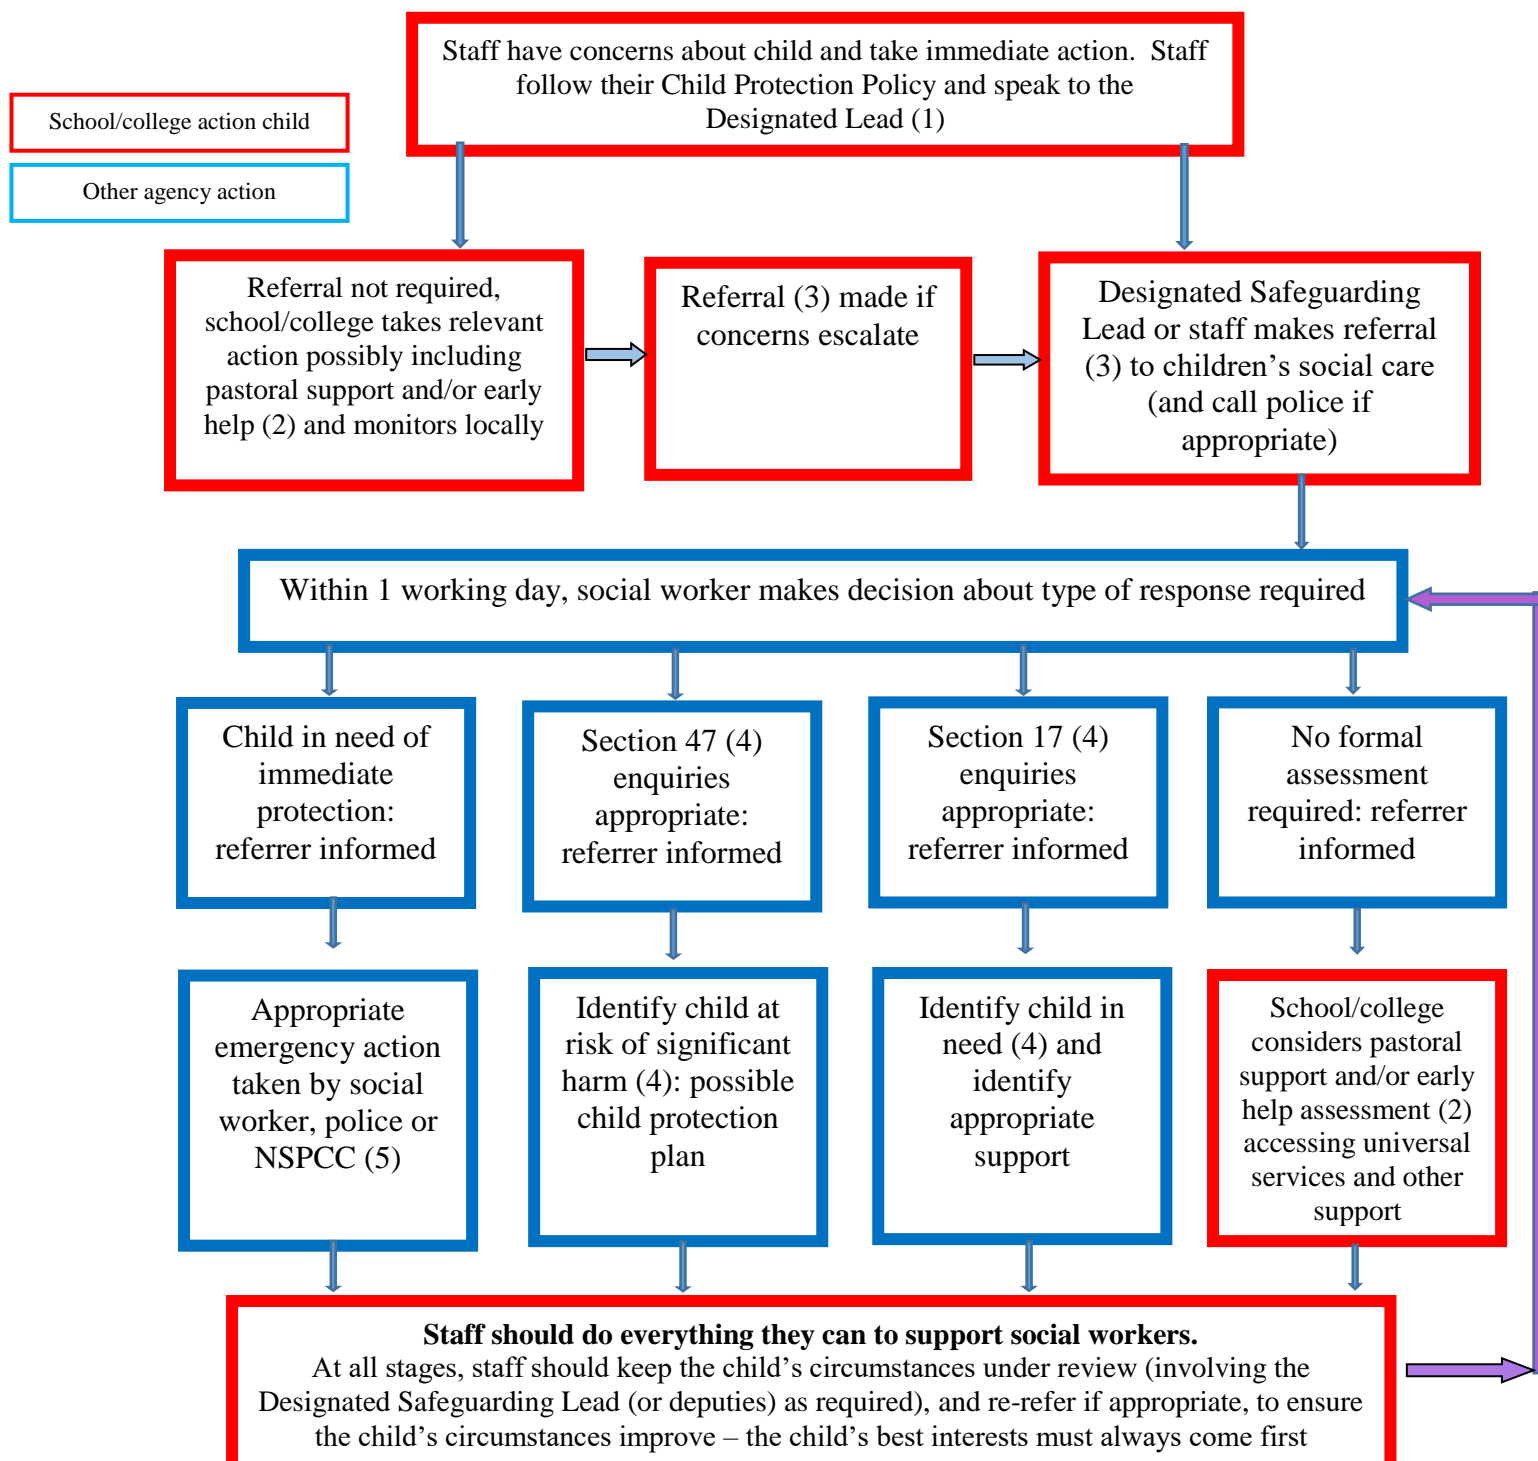 Staff have concerns about child and take immediate action.  Staff
follow their Child Protection Policy and speak to the
Designated Lead (1)
School/college action child
Other agency action
Referral not required,
school/college takes relevant
action possibly including
pastoral support and/or early
help (2) and monitors locally
Referral (3) made if
concerns escalate
Designated Safeguarding
Lead or staff makes referral
(3) to children’s social care
(and call police if
appropriate)
Within 1 working day, social worker makes decision about type of response required
Child in need of
immediate
protection:
referrer informed
Section 47 (4)
enquiries
appropriate:
referrer informed
Section 17 (4)
enquiries
appropriate:
referrer informed
No formal
assessment
required: referrer
informed
Appropriate
emergency action
taken by social
worker, police or
NSPCC (5)
Identify child at
risk of significant
harm (4): possible
child protection
plan
Identify child in
need (4) and
identify
appropriate
support
School/college
considers pastoral
support and/or early
help assessment (2)
accessing universal
services and other
support
Staff should do everything they can to support social workers.
At all stages, staff should keep the child’s circumstances under review (involving the
Designated Safeguarding Lead (or deputies) as required), and re-refer if appropriate, to ensure
the child’s circumstances improve – the child’s best interests must always come first